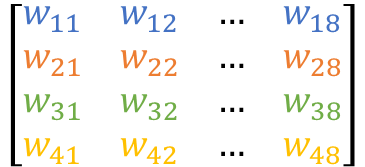 w₁₁ w₁₂ ... w₁₈
w₂₁ w₂₂ ... w₂₈
w₃₁ w₃₂ ... w₃₈
w₄₁ w₄₂ ... w₄₈